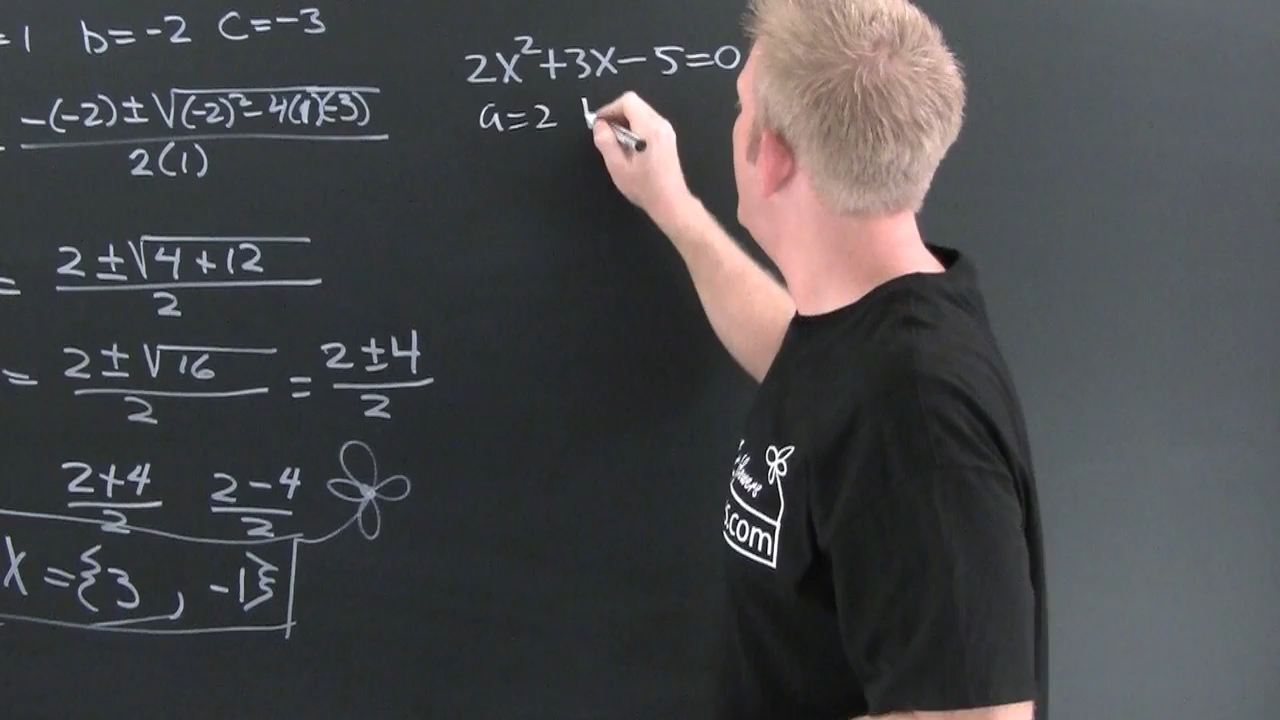 =1 b=-2 C=-3
-(-2)±√(-2)²-4(1)(-3)
2(1)
= 2±√4+12
2
= 2±√16 = 2±4
2 2
2+4 2-4
2 2
X={3, -1}
2X²+3X-5=0
a=2 b
.com